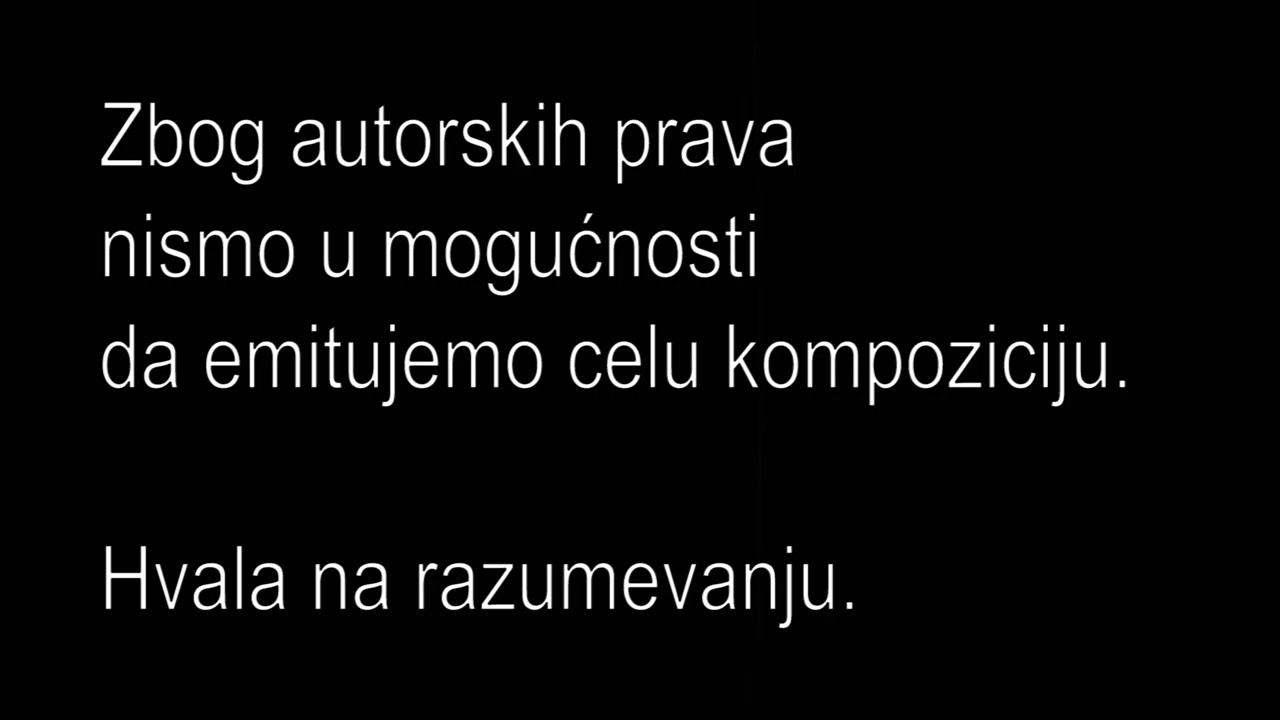 Zbog autorskih prava
nismo u mogućnosti
da emitujemo celu kompoziciju.
Hvala na razumevanju.